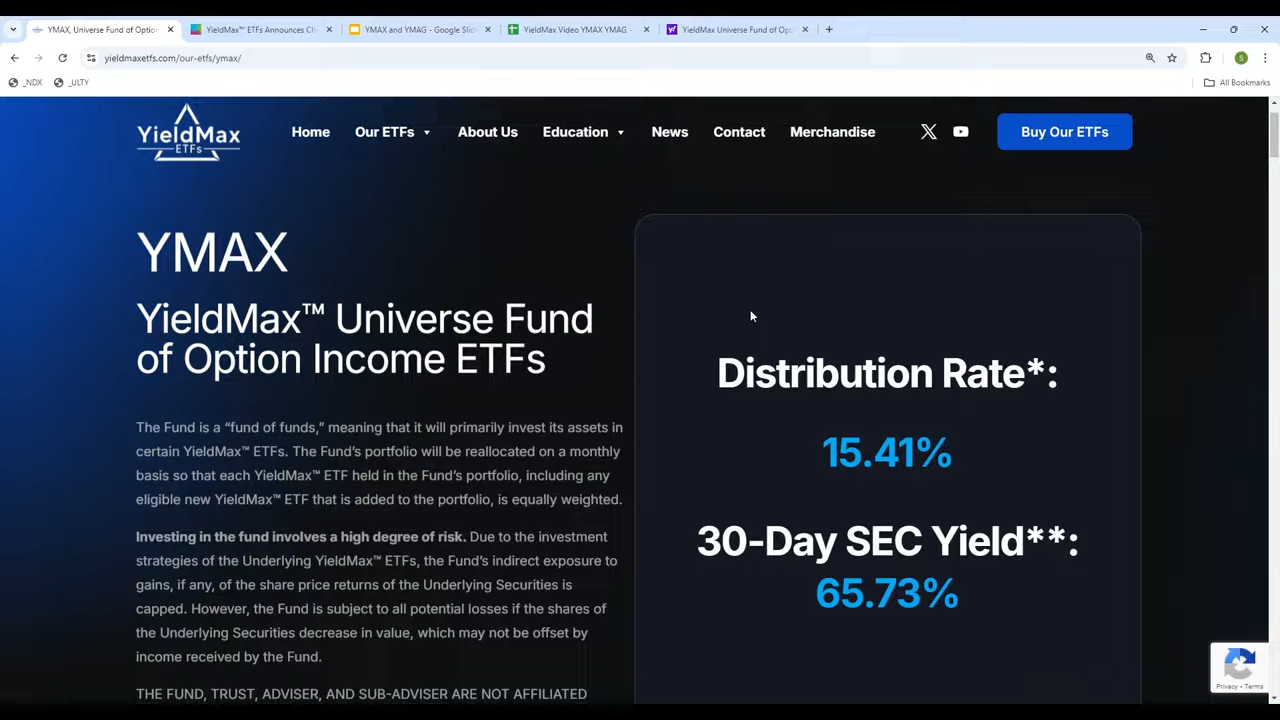 YMAX, Universe Fund of Option
YieldMax™ ETFs Announces Ch
YMAX and YMAG - Google Slid
YieldMax Video YMAX YMAG -
YieldMax Universe Fund of Opt
yieldmaxetfs.com/our-etfs/ymax/
S
_NDX
_ULTY
All Bookmarks
YieldMax
ETFs
Home
Our ETFs
About Us
Education
News
Contact
Merchandise
Buy Our ETFs
YMAX
YieldMax™ Universe Fund
of Option Income ETFs
The Fund is a “fund of funds,” meaning that it will primarily invest its assets in
certain YieldMax™ ETFs. The Fund’s portfolio will be reallocated on a monthly
basis so that each YieldMax™ ETF held in the Fund’s portfolio, including any
eligible new YieldMax™ ETF that is added to the portfolio, is equally weighted.
Investing in the fund involves a high degree of risk. Due to the investment
strategies of the Underlying YieldMax™ ETFs, the Fund’s indirect exposure to
gains, if any, of the share price returns of the Underlying Securities is
capped. However, the Fund is subject to all potential losses if the shares of
the Underlying Securities decrease in value, which may not be offset by
income received by the Fund.
THE FUND, TRUST, ADVISER, AND SUB-ADVISER ARE NOT AFFILIATED
Distribution Rate*:
15.41%
30-Day SEC Yield**:
65.73%
Privacy - Terms